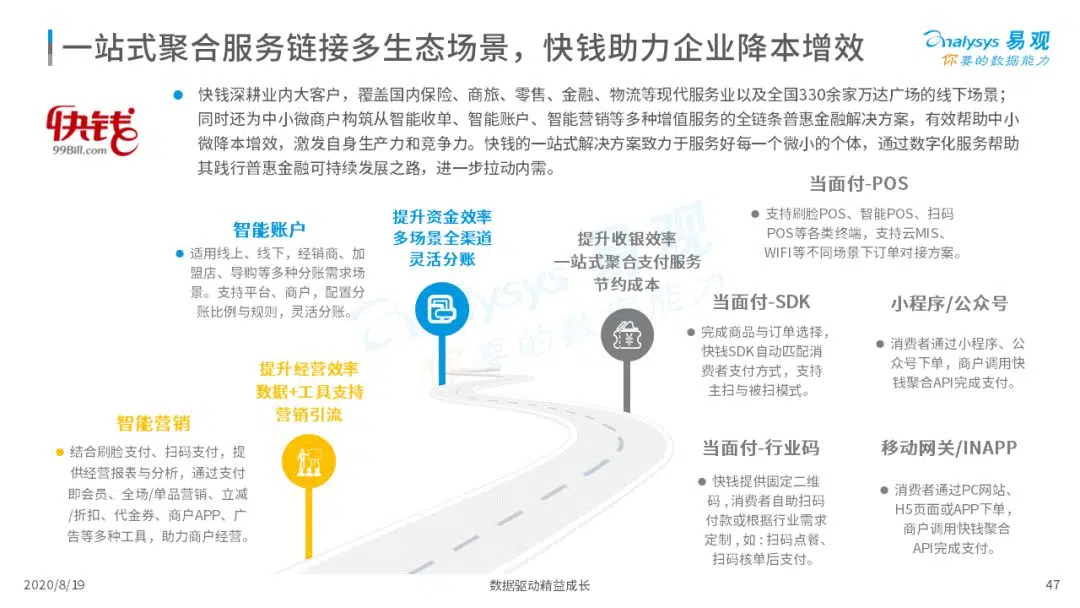 一站式聚合服务链接多生态场景，快钱助力企业降本增效
analysys 易观
你要的数据能力
快钱
99Bill.com
● 快钱深耕业内大客户，覆盖国内保险、商旅、零售、金融、物流等现代服务业以及全国330余家万达广场的线下场景；
同时还为中小微商户构筑从智能收单、智能账户、智能营销等多种增值服务的全链条普惠金融解决方案，有效帮助中小
微降本增效，激发自身生产力和竞争力。快钱的一站式解决方案致力于服务好每一个微小的个体，通过数字化服务帮助
其践行普惠金融可持续发展之路，进一步拉动内需。
智能账户
● 适用线上、线下，经销商、加
盟店、导购等多种分账需求场
景。支持平台、商户，配置分
账比例与规则，灵活分账。
提升资金效率
多场景全渠道
灵活分账
提升收银效率
一站式聚合支付服务
节约成本
当面付-POS
● 支持刷脸POS、智能POS、扫码
POS等各类终端，支持云MIS、
WIFI等不同场景下订单对接方案。
当面付-SDK
● 完成商品与订单选择，
快钱SDK自动匹配消
费者支付方式，支持
主扫与被扫模式。
小程序/公众号
● 消费者通过小程序、公
众号下单，商户调用快
钱聚合API完成支付。
提升经营效率
数据+工具支持
营销引流
智能营销
● 结合刷脸支付、扫码支付，提
供经营报表与分析，通过支付
即会员、全场/单品营销、立减
/折扣、代金券、商户APP、广
告等多种工具，助力商户经营。
当面付-行业码
● 快钱提供固定二维
码，消费者自助扫码
付款或根据行业需求
定制，如：扫码点餐、
扫码核单后支付。
移动网关/INAPP
● 消费者通过PC网站、
H5页面或APP下单，
商户调用快钱聚合
API完成支付。
analysys 易观
你要的数据能力
2020/8/19
数据驱动精益成长
47